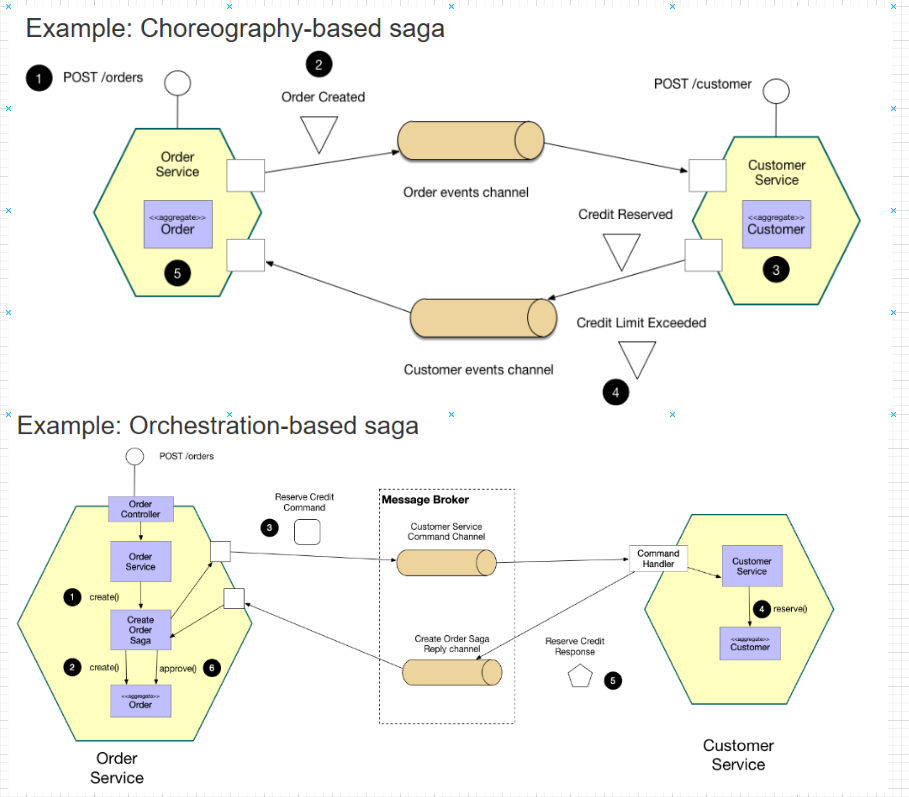 Example: Choreography-based saga
1
POST /orders
2
Order Created
POST /customer
Order
Service
<<aggregate>>
Order
5
Order events channel
Customer
Service
<<aggregate>>
Customer
3
Credit Reserved
Customer events channel
Credit Limit Exceeded
4
Example: Orchestration-based saga
POST /orders
Order
Controller
Order
Service
1
create()
Create
Order
Saga
2
create()
approve()
6
<<aggregate>>
Order
Order
Service
Reserve Credit
Command
3
Message Broker
Customer Service
Command Channel
Create Order Saga
Reply channel
Reserve Credit
Response
5
Command
Handler
Customer
Service
4
reserve()
<<aggregate>>
Customer
Customer
Service